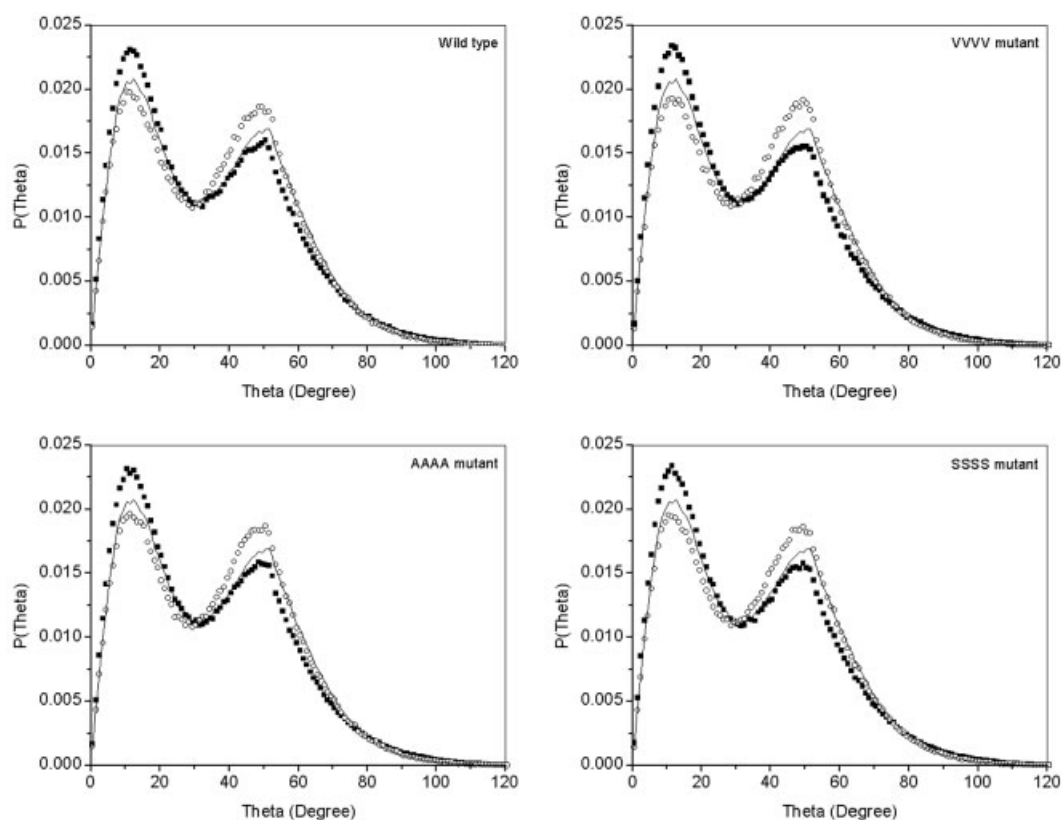 Wild type
0.025
0.020
0.015
0.010
0.005
0.000
P(Theta)
0 20 40 60 80 100 120
Theta (Degree)
VVVV mutant
0.025
0.020
0.015
0.010
0.005
0.000
P(Theta)
0 20 40 60 80 100 120
Theta (Degree)
AAAA mutant
0.025
0.020
0.015
0.010
0.005
0.000
P(Theta)
0 20 40 60 80 100 120
Theta (Degree)
SSSS mutant
0.025
0.020
0.015
0.010
0.005
0.000
P(Theta)
0 20 40 60 80 100 120
Theta (Degree)